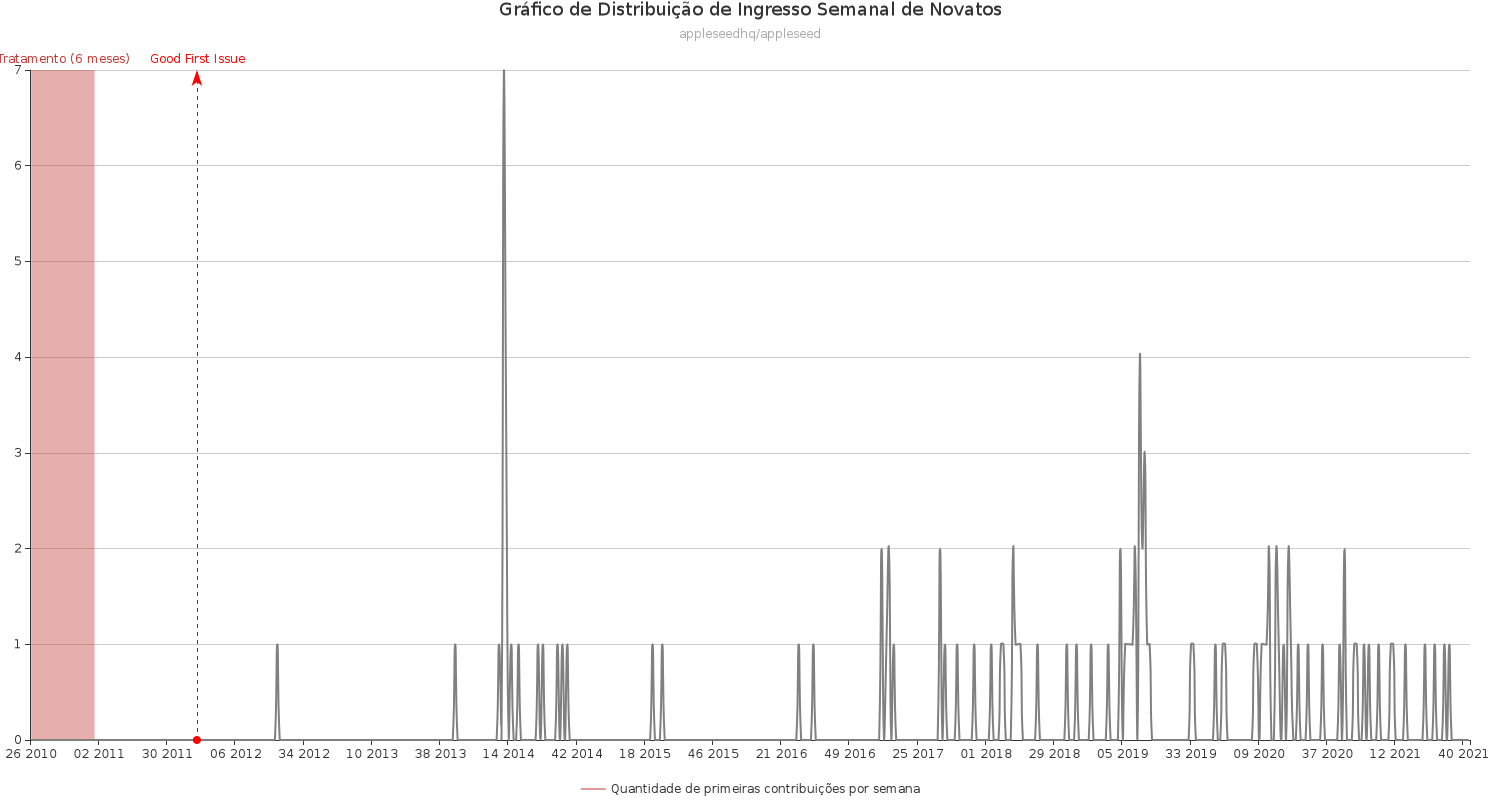 Gráfico de Distribuição de Ingresso Semanal de Novatos
appleseedhq/appleseed
Tratamento (6 meses) Good First Issue
7
6
5
4
3
2
1
0
26 2010 02 2011 30 2011 06 2012 34 2012 10 2013 38 2013 14 2014 42 2014 18 2015 46 2015 21 2016 49 2016 25 2017 01 2018 29 2018 05 2019 33 2019 09 2020 37 2020 12 2021 40 2021
Quantidade de primeiras contribuições por semana